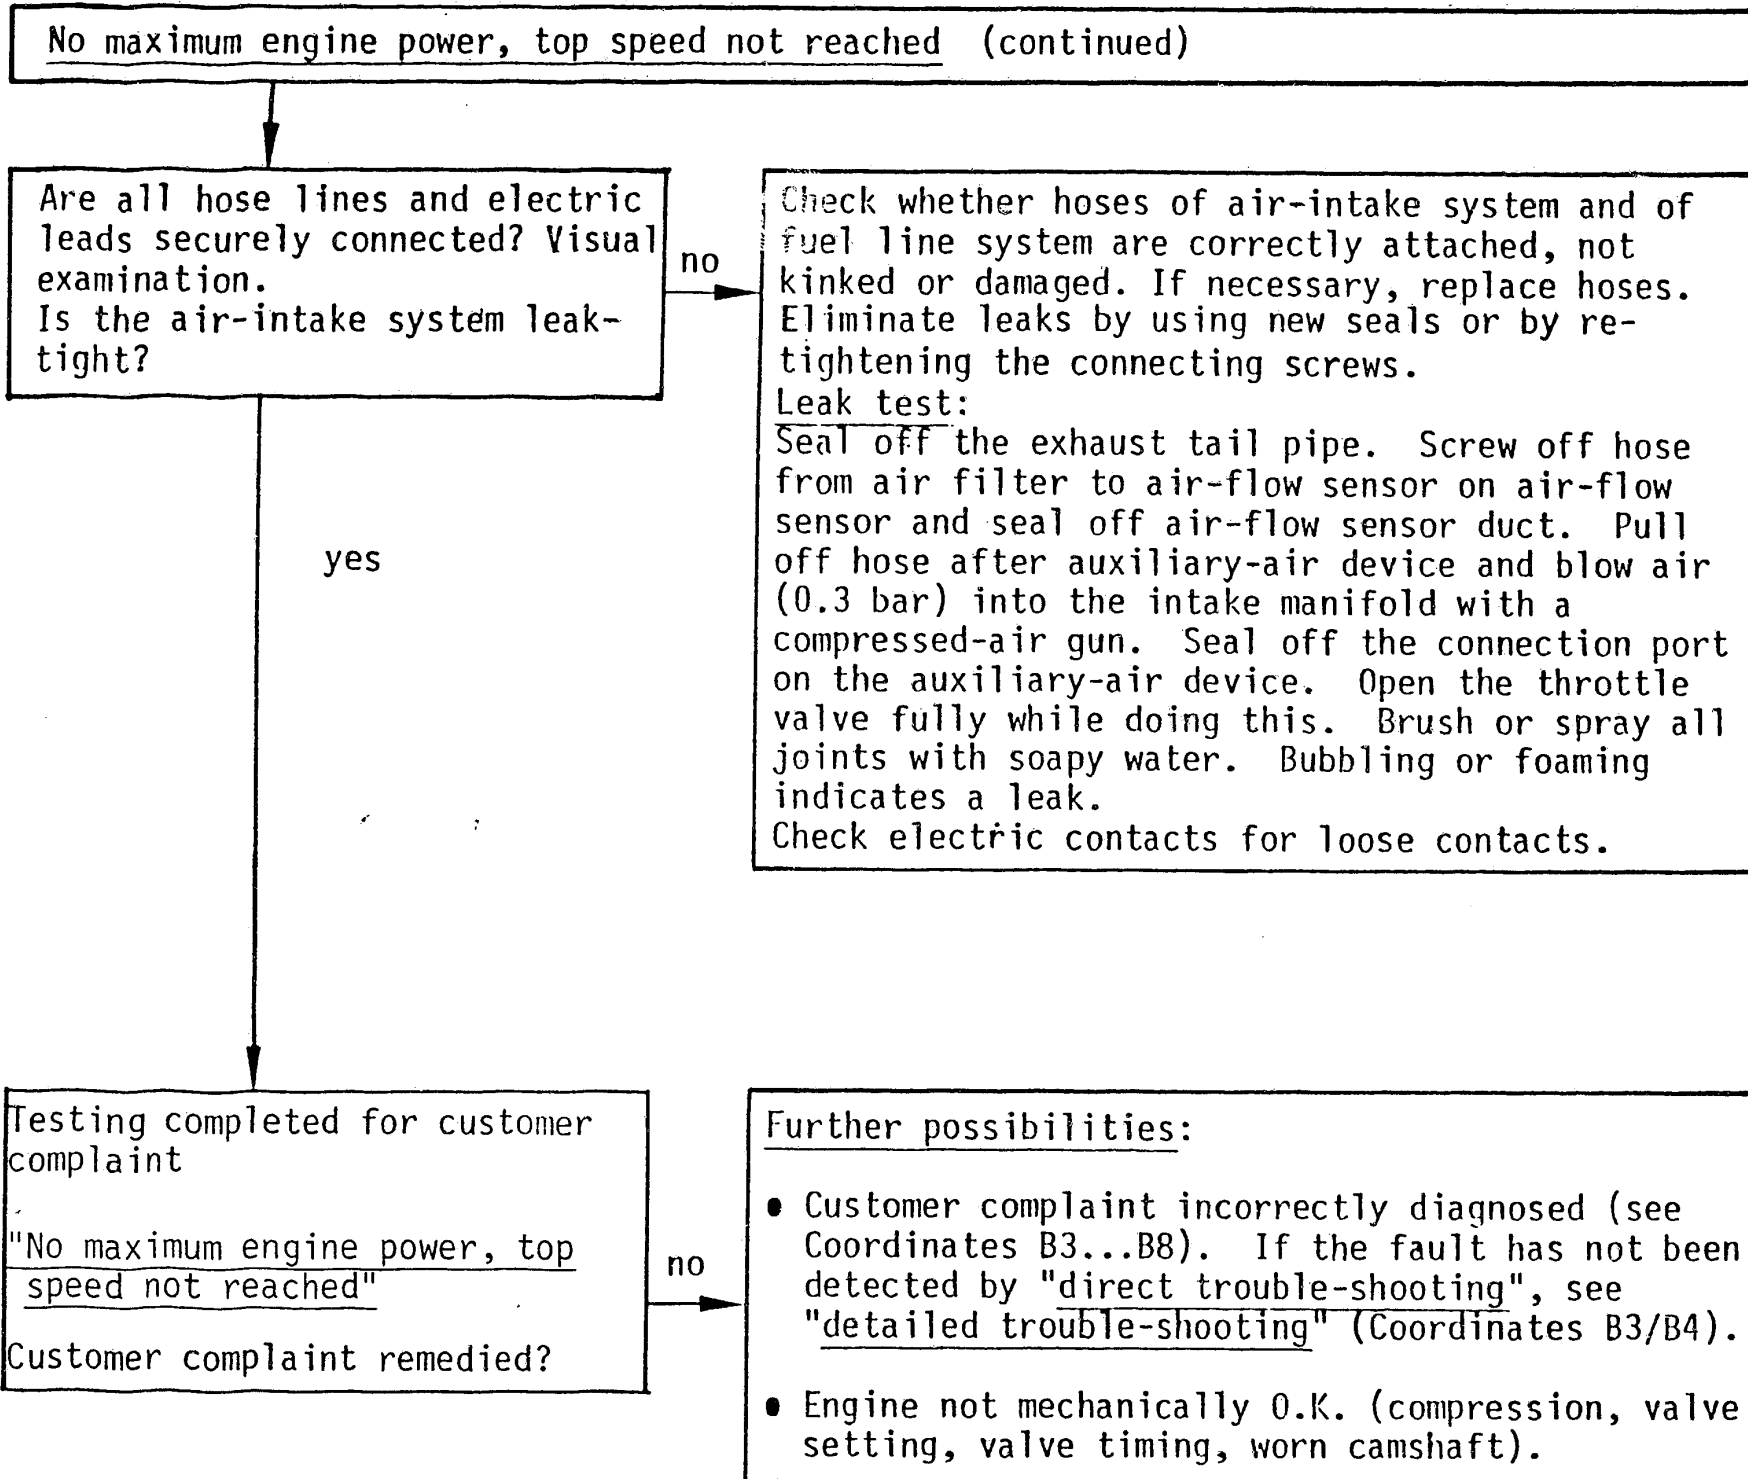 No maximum engine power, top speed not reached (continued)
Are all hose lines and electric
leads securely connected? Visual
examination.
Is the air-intake system leak-
tight?
no
Check whether hoses of air-intake system and of
fuel line system are correctly attached, not
kinked or damaged. If necessary, replace hoses.
Eliminate leaks by using new seals or by re-
tightening the connecting screws.
Leak test:
Seal off the exhaust tail pipe. Screw off hose
from air filter to air-flow sensor on air-flow
sensor and seal off air-flow sensor duct. Pull
off hose after auxiliary-air device and blow air
(0.3 bar) into the intake manifold with a
compressed-air gun. Seal off the connection port
on the auxiliary-air device. Open the throttle
valve fully while doing this. Brush or spray all
joints with soapy water. Bubbling or foaming
indicates a leak.
Check electric contacts for loose contacts.
yes
Testing completed for customer
complaint
"No maximum engine power, top
speed not reached"
Customer complaint remedied?
no
Further possibilities:
• Customer complaint incorrectly diagnosed (see
Coordinates B3...B8). If the fault has not been
detected by "direct trouble-shooting", see
"detailed trouble-shooting" (Coordinates B3/B4).
• Engine not mechanically O.K. (compression, valve
setting, valve timing, worn camshaft).